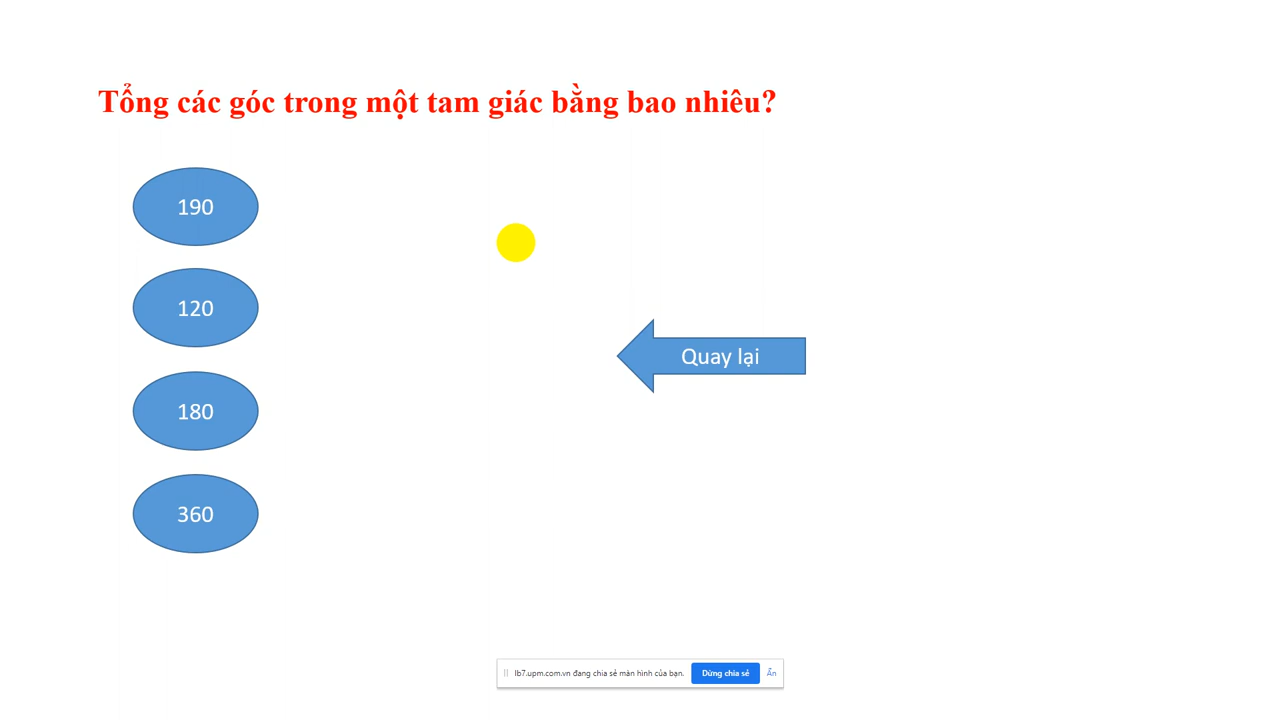 Tổng các góc trong một tam giác bằng bao nhiêu?
190
120
Quay lại
180
360
lb7.upm.com.vn đang chia sẻ màn hình của bạn.
Dừng chia sẻ
Ẩn